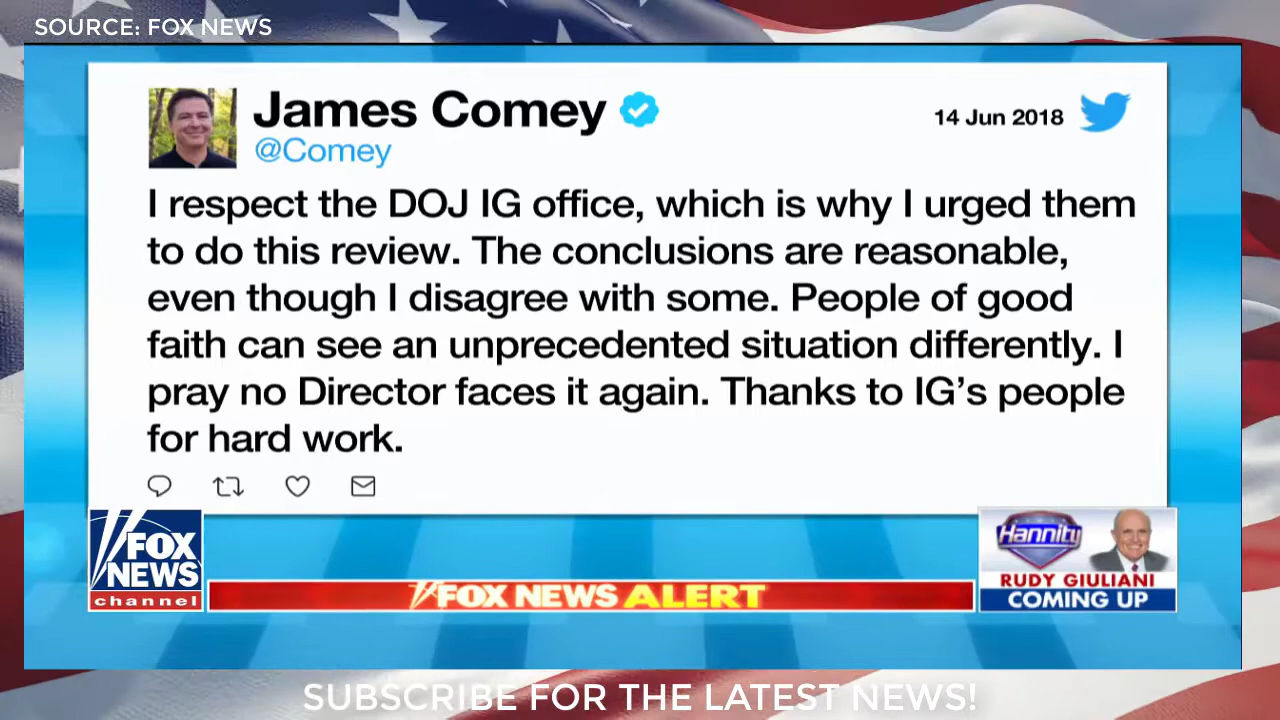 SOURCE: FOX NEWS
James Comey
@Comey
14 Jun 2018
I respect the DOJ IG office, which is why I urged them
to do this review. The conclusions are reasonable,
even though I disagree with some. People of good
faith can see an unprecedented situation differently. I
pray no Director faces it again. Thanks to IG's people
for hard work.
FOX
NEWS
channel
FOX NEWS ALERT
Hannity
RUDY GIULIANI
COMING UP
SUBSCRIBE FOR THE LATEST NEWS!